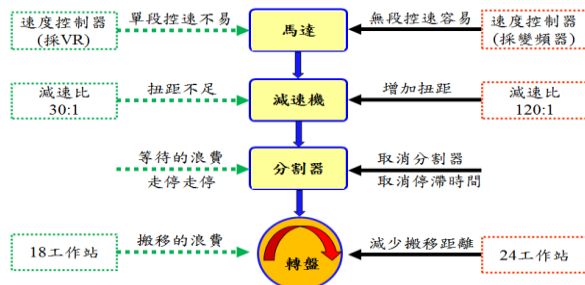 速度控制器
(採VR)
單段控速不易
馬達
無段控速容易
速度控制器
(採變頻器)
減速比
30:1
扭距不足
減速機
增加扭距
減速比
120:1
等待的浪費
走停走停
分割器
取消分割器
取消停滯時間
18工作站
搬移的浪費
轉盤
減少搬移距離
24工作站